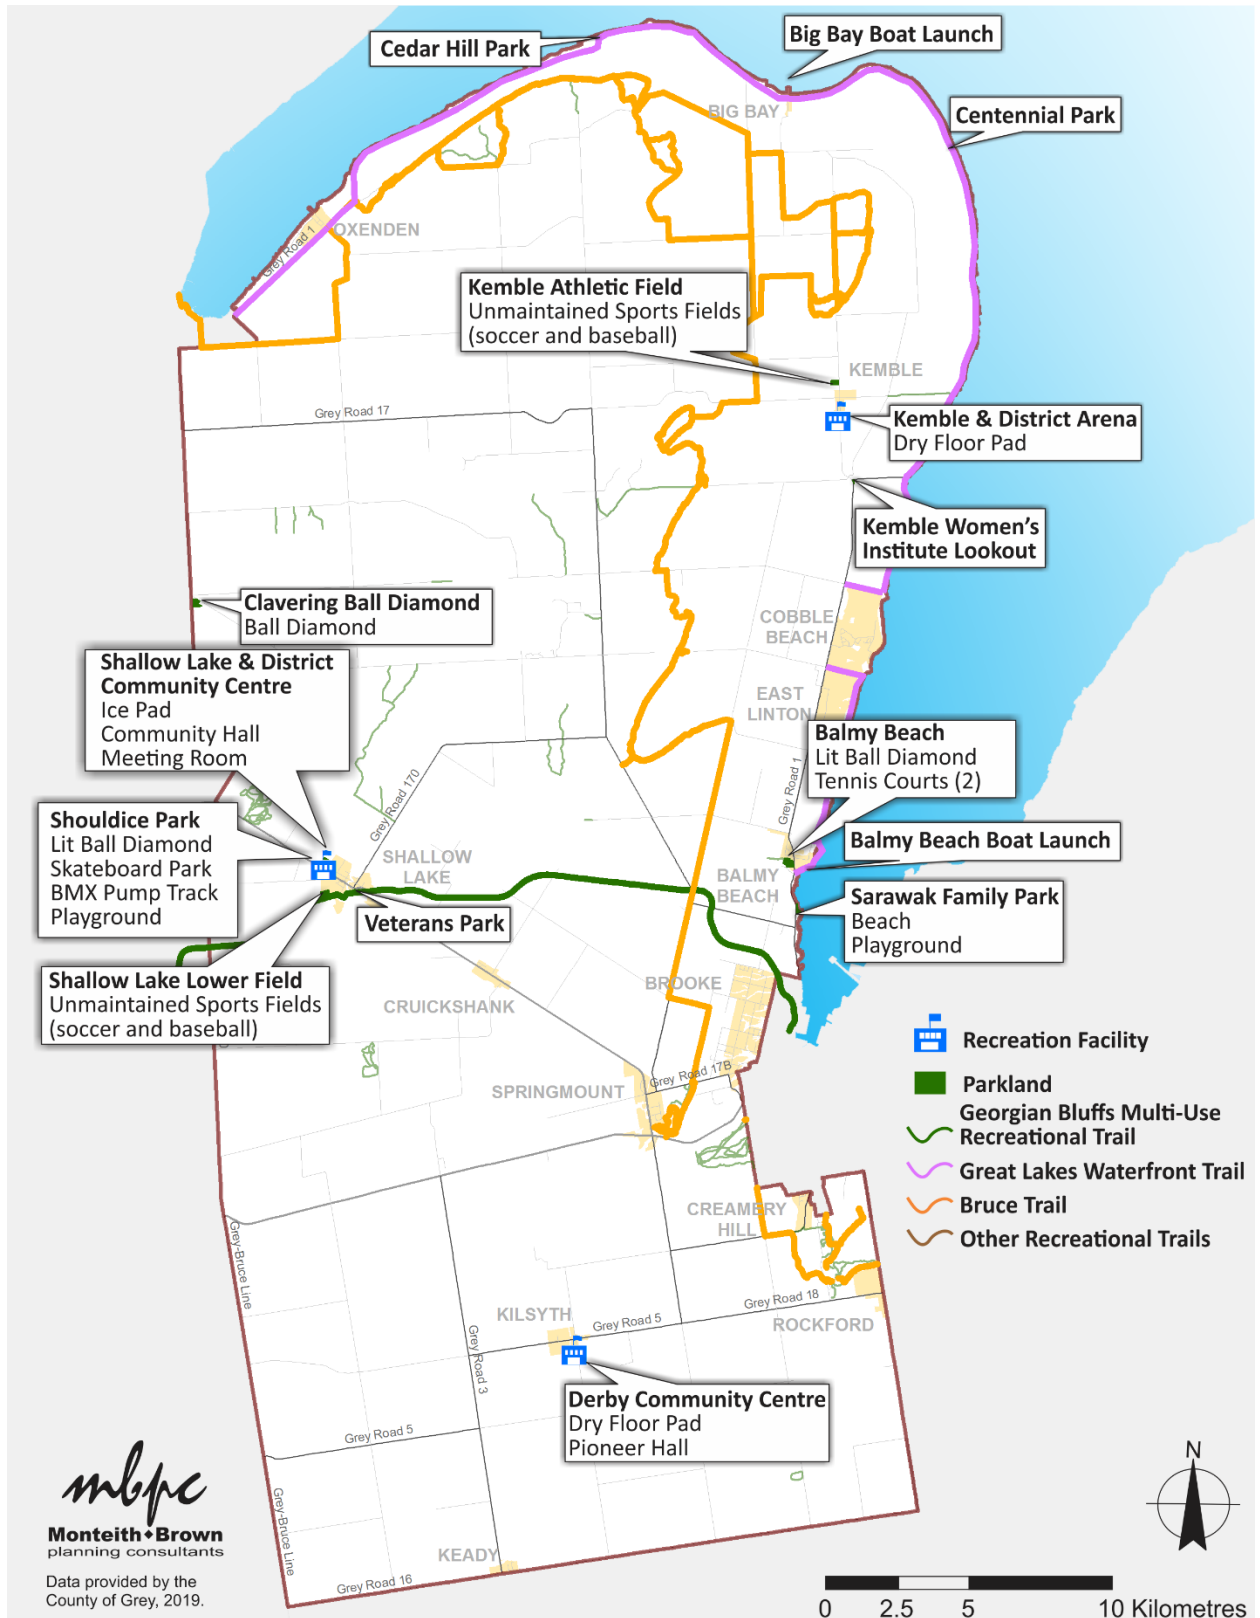 Cedar Hill Park
Big Bay Boat Launch
BIG BAY
Centennial Park
OXENDEN
Grey Road 1
Kemble Athletic Field
Unmaintained Sports Fields
(soccer and baseball)
KEMBLE
Grey Road 17
Kemble & District Arena
Dry Floor Pad
Kemble Women's
Institute Lookout
Clavering Ball Diamond
Ball Diamond
COBBLE
BEACH
Shallow Lake & District
Community Centre
Ice Pad
Community Hall
Meeting Room
EAST
LINTON
Balmy Beach
Lit Ball Diamond
Tennis Courts (2)
Grey Road 1
Grey Road 170
Shouldice Park
Lit Ball Diamond
Skateboard Park
BMX Pump Track
Playground
SHALLOW
LAKE
Balmy Beach Boat Launch
BALMY
BEACH
Sarawak Family Park
Beach
Playground
Veterans Park
Shallow Lake Lower Field
Unmaintained Sports Fields
(soccer and baseball)
CRUICKSHANK
BROOKE
Grey Road 17B
SPRINGMOUNT
Recreation Facility
Parkland
Georgian Bluffs Multi-Use
Recreational Trail
Great Lakes Waterfront Trail
Bruce Trail
Other Recreational Trails
CREAMERY
HILL
Grey-Bruce Line
KILSYTH
Grey Road 5
Grey Road 18
ROCKFORD
Grey Road 3
Derby Community Centre
Dry Floor Pad
Pioneer Hall
Grey Road 5
Grey-Bruce Line
KEADY
Grey Road 16
mbpc
Monteith♦Brown
planning consultants
Data provided by the
County of Grey, 2019.
N
0 2.5 5 10 Kilometres